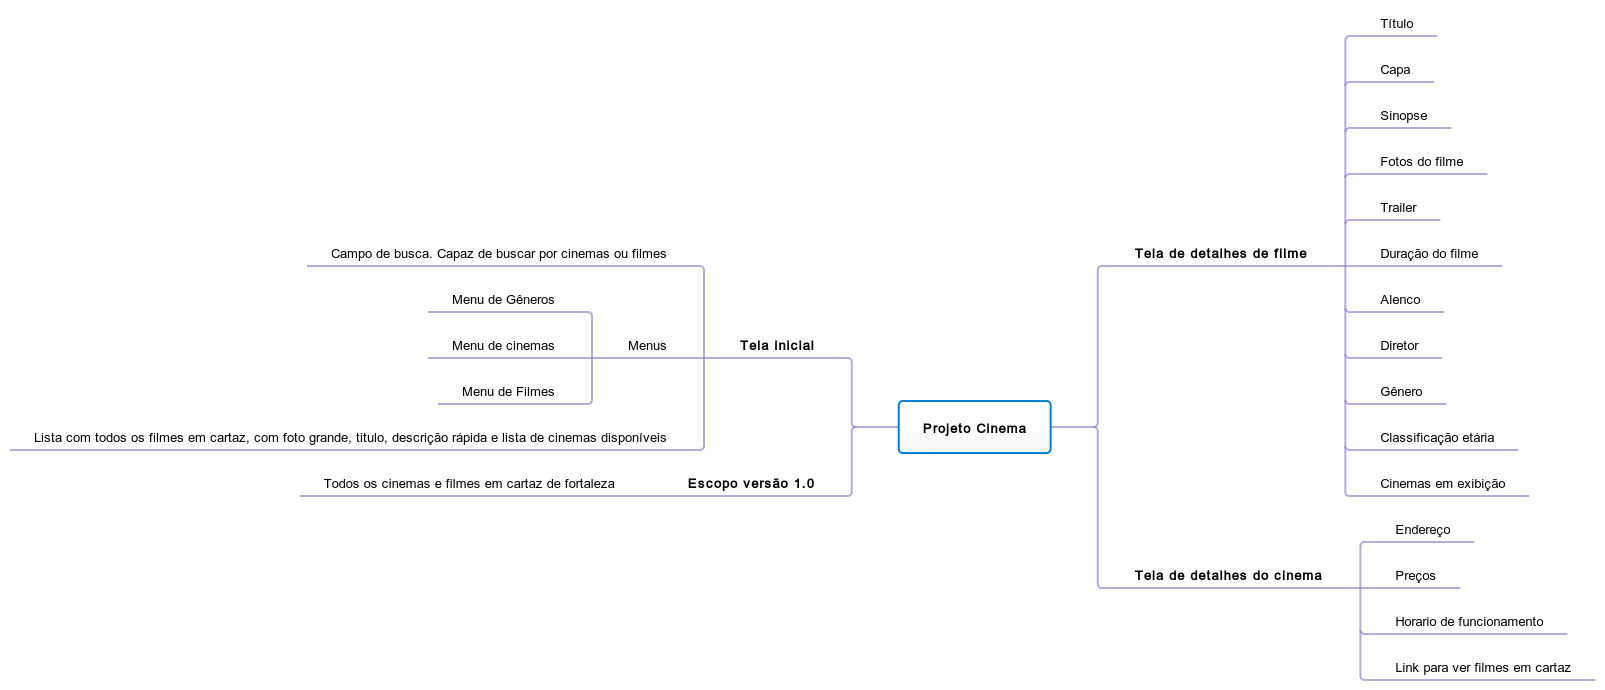 Projeto Cinema
Tela inicial
Campo de busca. Capaz de buscar por cinemas ou filmes
Menus
Menu de Gêneros
Menu de cinemas
Menu de Filmes
Lista com todos os filmes em cartaz, com foto grande, titulo, descrição rápida e lista de cinemas disponíveis
Escopo versão 1.0
Todos os cinemas e filmes em cartaz de fortaleza
Tela de detalhes de filme
Título
Capa
Sinopse
Fotos do filme
Trailer
Duração do filme
Alenco
Diretor
Gênero
Classificação etária
Cinemas em exibição
Tela de detalhes do cinema
Endereço
Preços
Horario de funcionamento
Link para ver filmes em cartaz